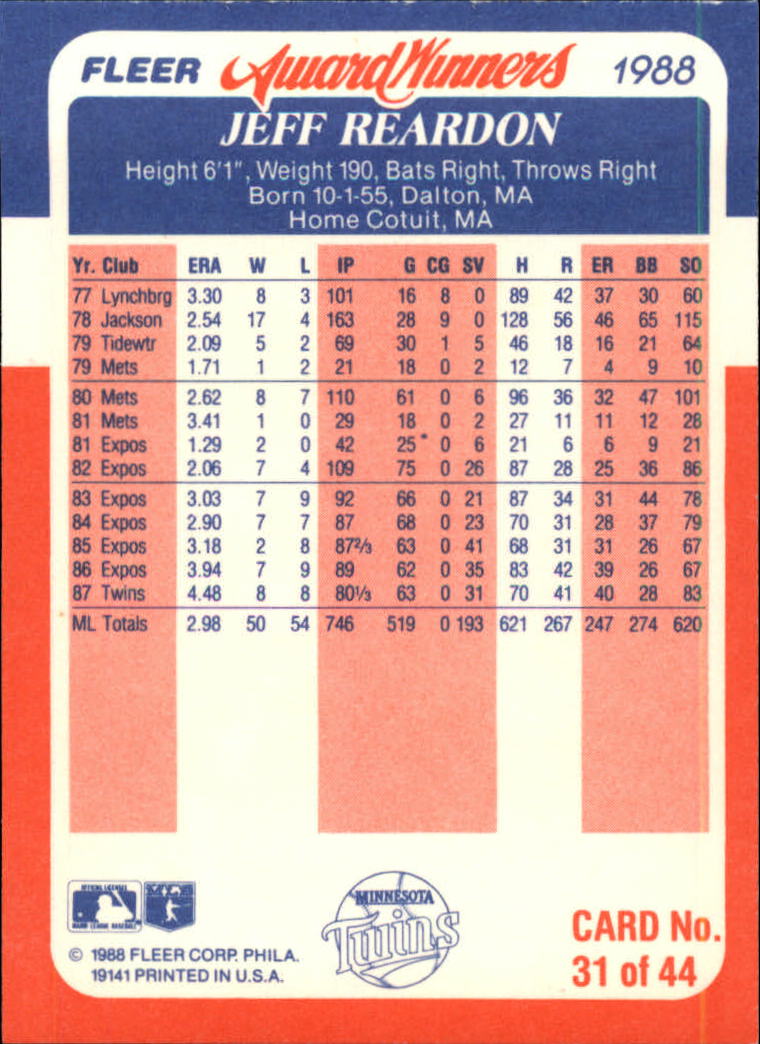 FLEER Award Winners 1988
JEFF REARDON
Height 6'1", Weight 190, Bats Right, Throws Right
Born 10-1-55, Dalton, MA
Home Cotuit, MA
Yr. Club ERA W L IP G CG SV H R ER BB SO
77 Lynchbrg 3.30 8 3 101 16 8 0 89 42 37 30 60
78 Jackson 2.54 17 4 163 28 9 0 128 56 46 65 115
79 Tidewtr 2.09 5 2 69 30 1 5 46 18 16 21 64
79 Mets 1.71 1 2 21 18 0 2 12 7 4 9 10
80 Mets 2.62 8 7 110 61 0 6 96 36 32 47 101
81 Mets 3.41 1 0 29 18 0 2 27 11 11 12 28
81 Expos 1.29 2 0 42 25 0 6 21 6 6 9 21
82 Expos 2.06 7 4 109 75 0 26 87 28 25 36 86
83 Expos 3.03 7 9 92 66 0 21 87 34 31 44 78
84 Expos 2.90 7 7 87 68 0 23 70 31 28 37 79
85 Expos 3.18 2 8 87⅔ 63 0 41 68 31 31 26 67
86 Expos 3.94 7 9 89 62 0 35 83 42 39 26 67
87 Twins 4.48 8 8 80⅓ 63 0 31 70 41 40 28 83
ML Totals 2.98 50 54 746 519 0 193 621 267 247 274 620
MINNESOTA
Twins
© 1988 FLEER CORP. PHILA.
19141 PRINTED IN U.S.A.
CARD No.
31 of 44